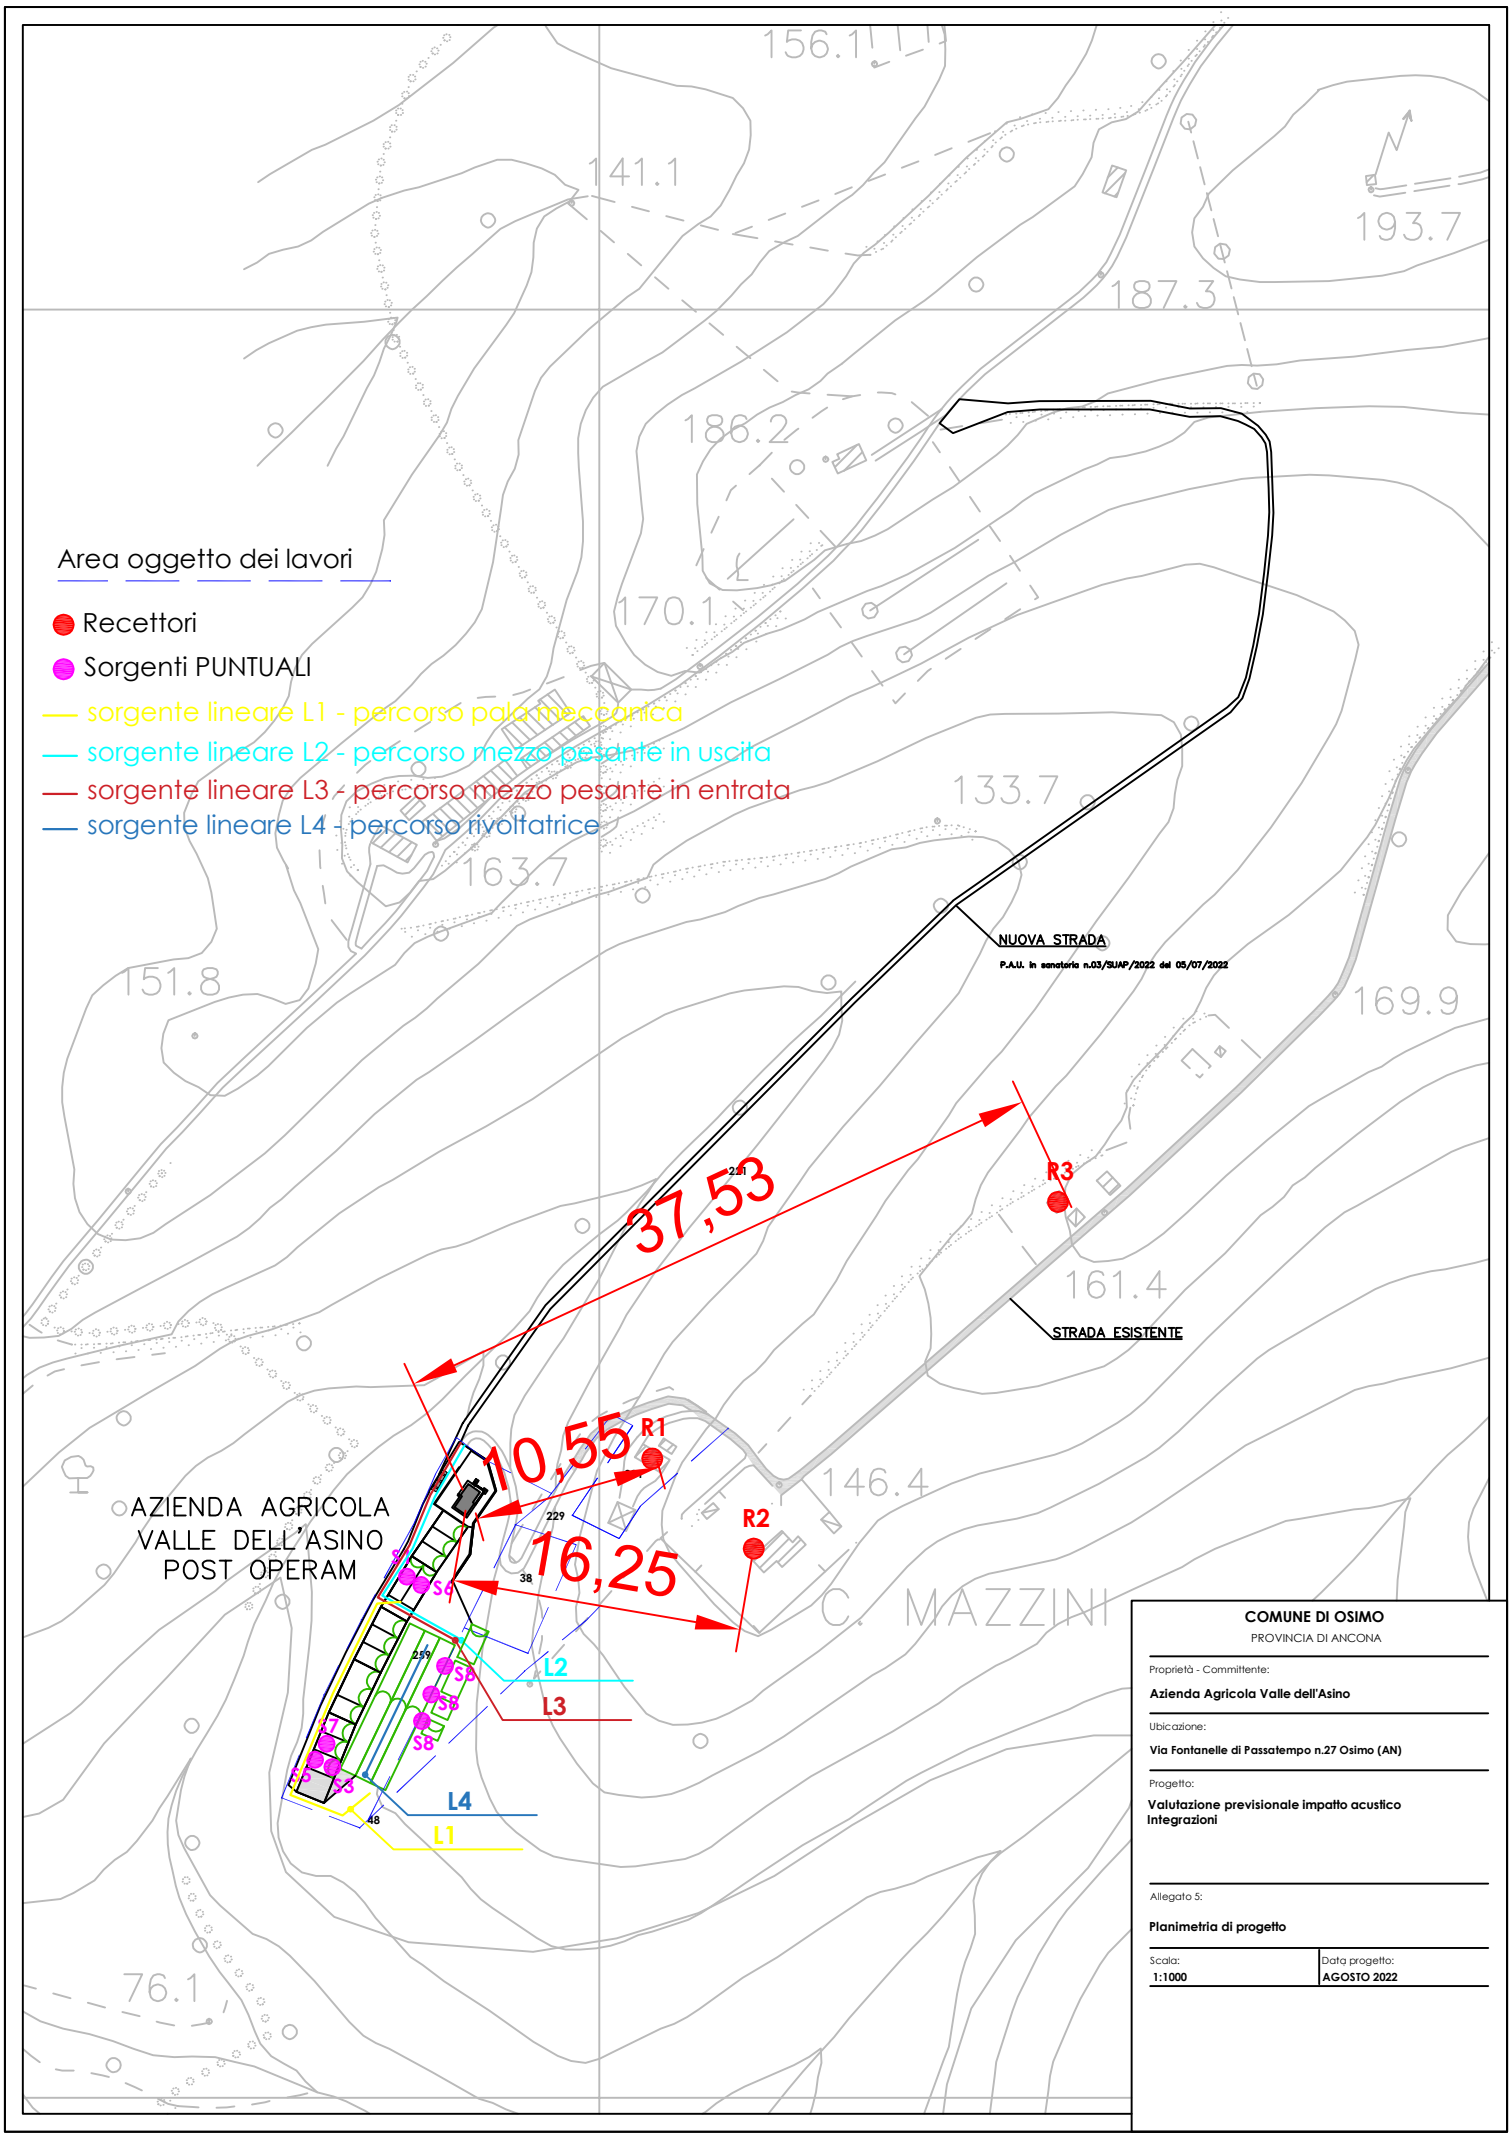 156.1
141.1
193.7
187.3
186.2
Area oggetto dei lavori
170.1
Recettori
Sorgenti PUNTUALI
sorgente lineare L1 - percorso pala meccanica
sorgente lineare L2 - percorso mezzo pesante in uscita
sorgente lineare L3 - percorso mezzo pesante in entrata
sorgente lineare L4 - percorso rivoltatrice
133.7
163.7
NUOVA STRADA
P.A.U. in sanatoria n.03/SUAP/2022 del 05/07/2022
151.8
169.9
221
37,53
R3
161.4
STRADA ESISTENTE
10,55
R1
146.4
229
R2
AZIENDA AGRICOLA
VALLE DELL'ASINO
POST OPERAM
16,25
38
S6
C. MAZZINI
259
S8
S8
S8
L2
L3
S7
S3
L4
48
L1
76.1
COMUNE DI OSIMO
PROVINCIA DI ANCONA
Proprietà - Committente:
Azienda Agricola Valle dell'Asino
Ubicazione:
Via Fontanelle di Passatempo n.27 Osimo (AN)
Progetto:
Valutazione previsionale impatto acustico
Integrazioni
Allegato 5:
Planimetria di progetto
Scala:
1:1000
Data progetto:
AGOSTO 2022